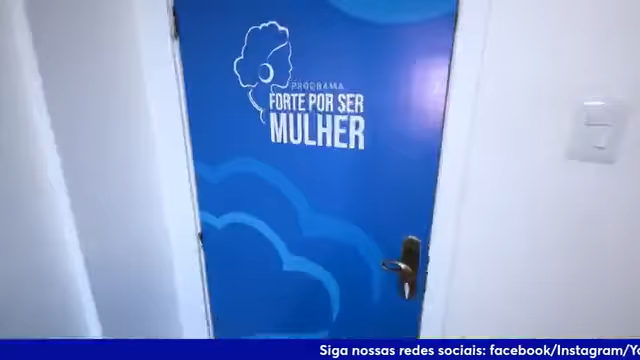 PROGRAMA
FORTE POR SER
MULHER
Siga nossas redes sociais: facebook/Instagram/Yo